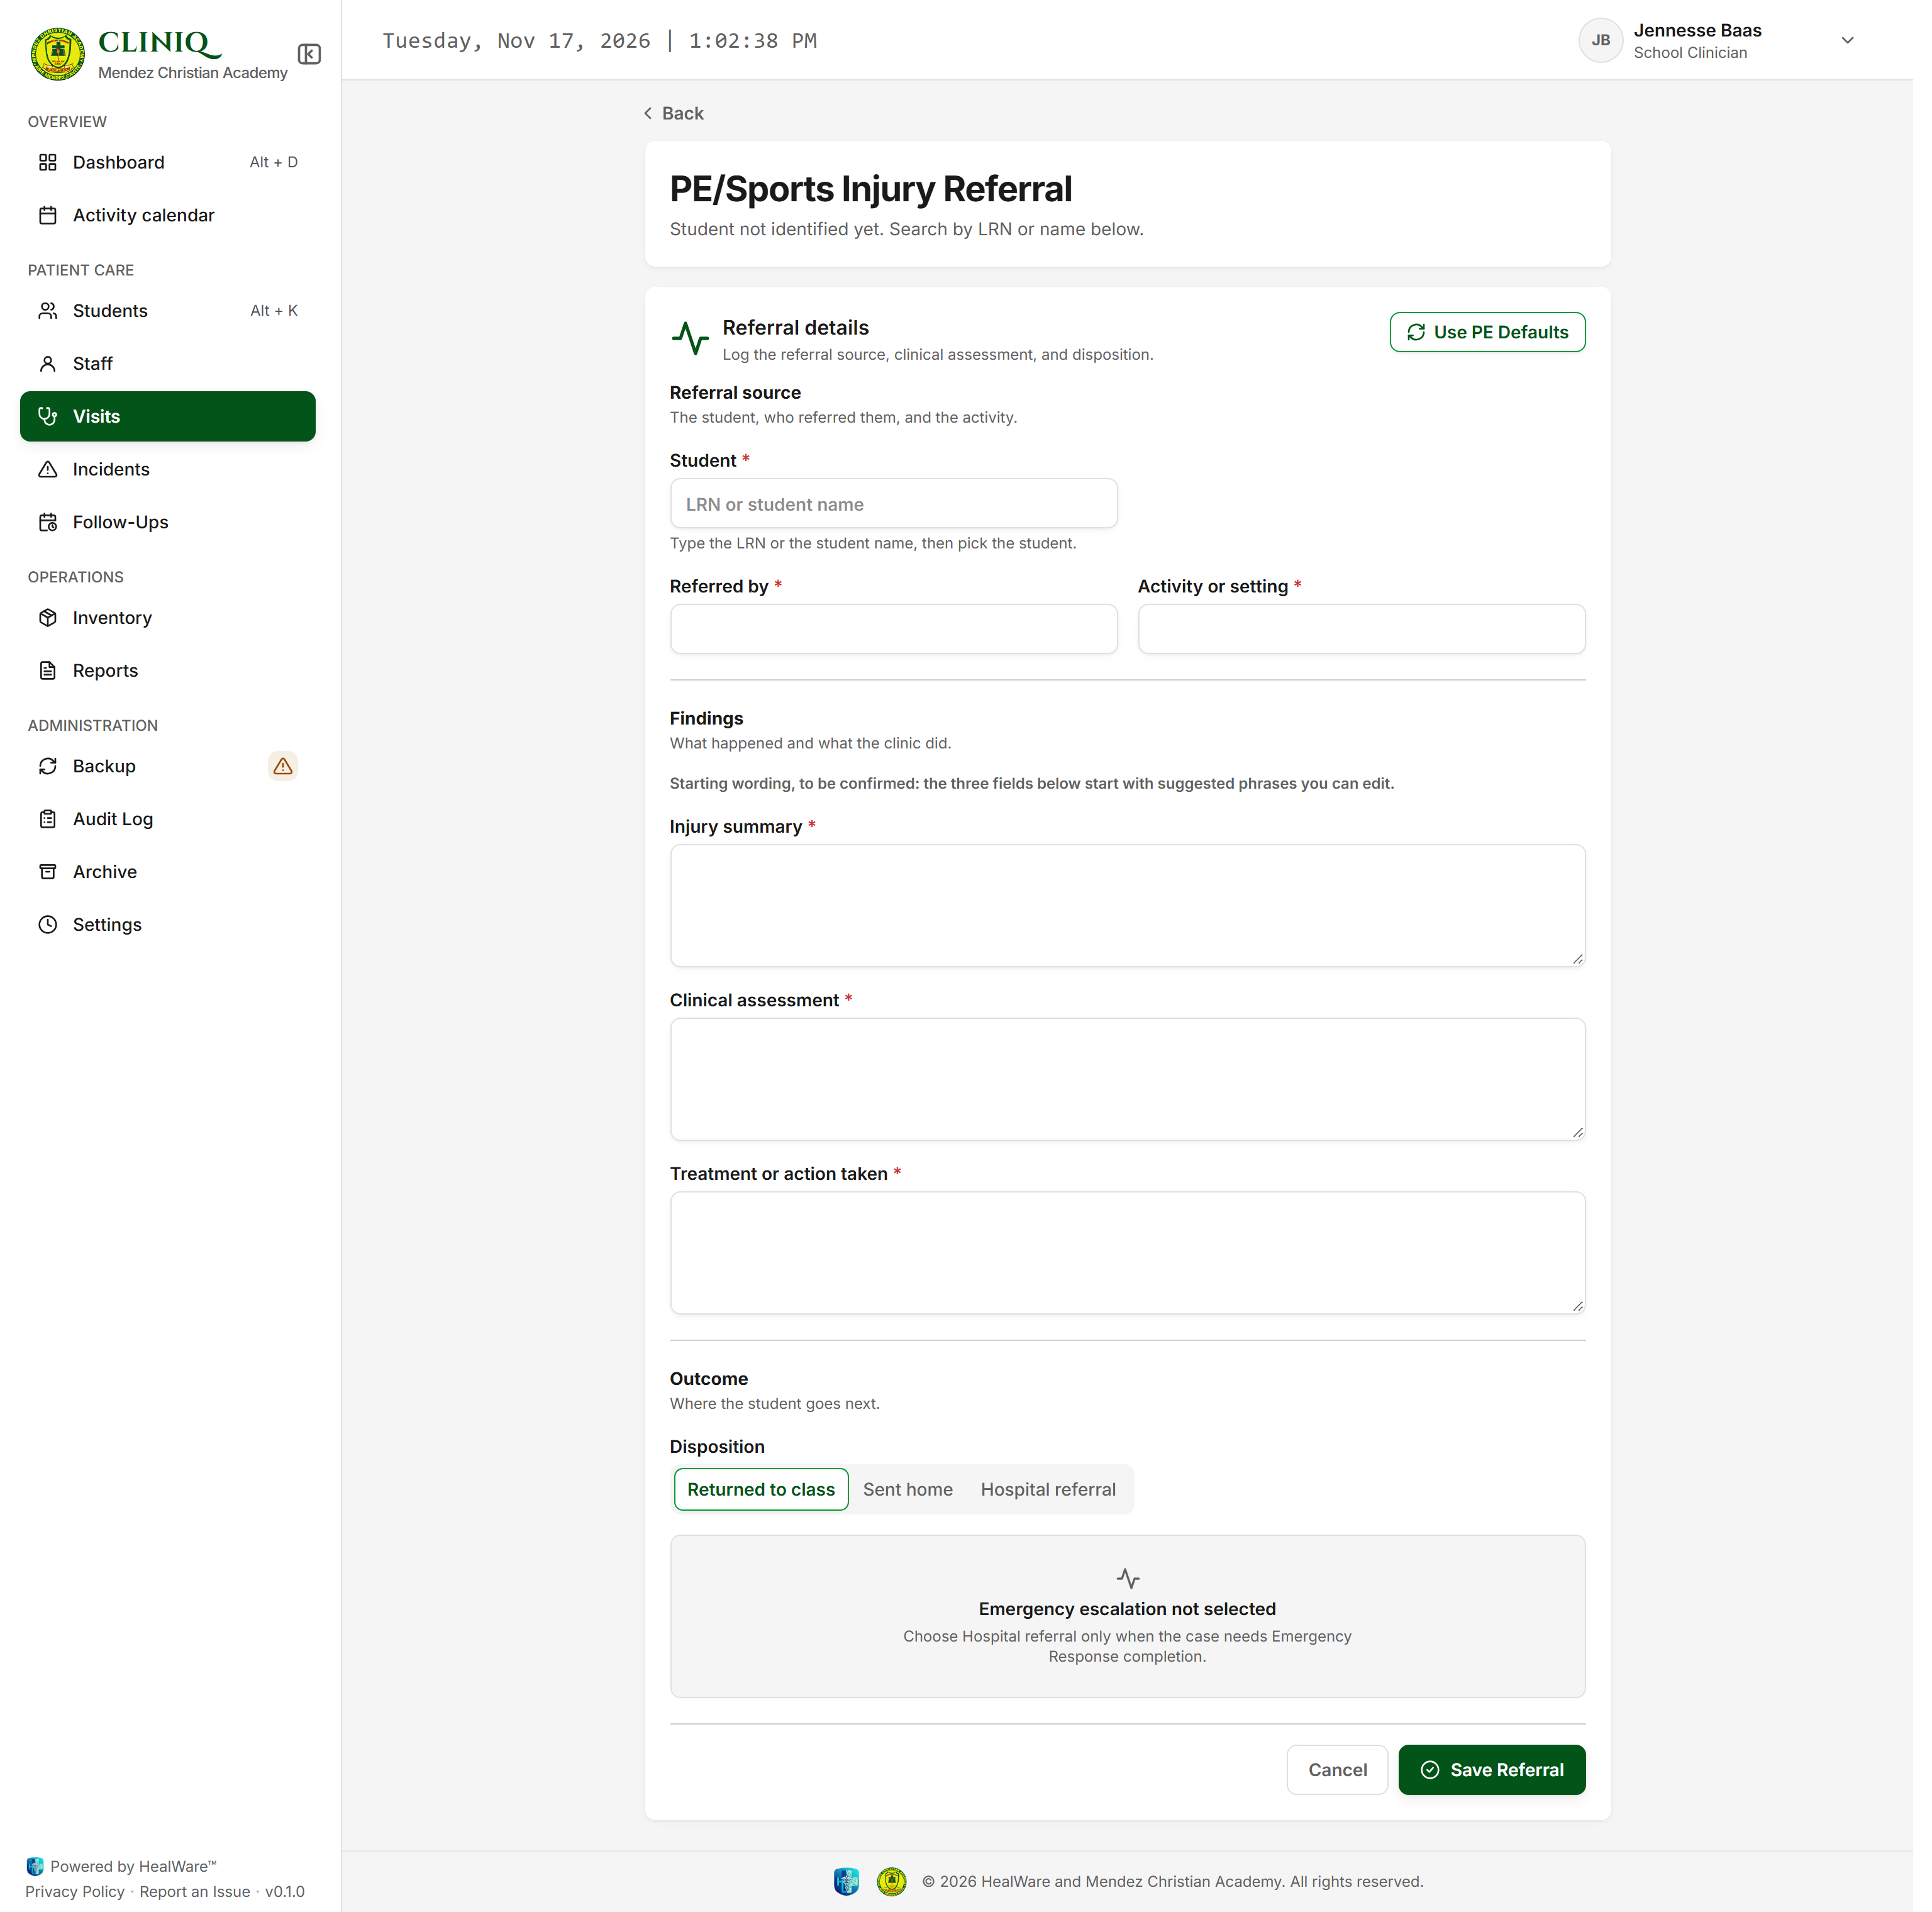 CLINIQ
Mendez Christian Academy
OVERVIEW
Dashboard Alt + D
Activity calendar
PATIENT CARE
Students Alt + K
Staff
Visits
Incidents
Follow-Ups
OPERATIONS
Inventory
Reports
ADMINISTRATION
Backup
Audit Log
Archive
Settings
Powered by HealWare™
Privacy Policy · Report an Issue · v0.1.0
Tuesday, Nov 17, 2026 | 1:02:38 PM
JB
Jennesse Baas
School Clinician
Back
PE/Sports Injury Referral
Student not identified yet. Search by LRN or name below.
Referral details
Log the referral source, clinical assessment, and disposition.
Use PE Defaults
Referral source
The student, who referred them, and the activity.
Student *
LRN or student name
Type the LRN or the student name, then pick the student.
Referred by *
Activity or setting *
Findings
What happened and what the clinic did.
Starting wording, to be confirmed: the three fields below start with suggested phrases you can edit.
Injury summary *
Clinical assessment *
Treatment or action taken *
Outcome
Where the student goes next.
Disposition
Returned to class Sent home Hospital referral
Emergency escalation not selected
Choose Hospital referral only when the case needs Emergency
Response completion.
Cancel
Save Referral
© 2026 HealWare and Mendez Christian Academy. All rights reserved.